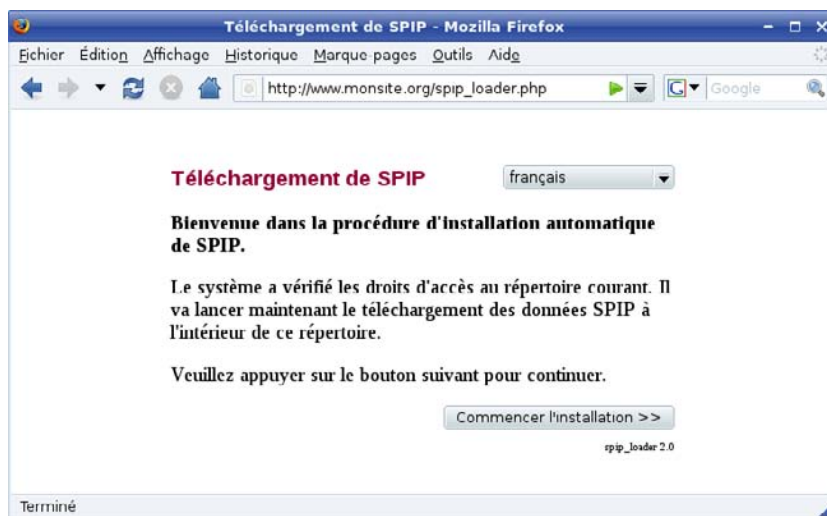 Téléchargement de SPIP - Mozilla Firefox
Fichier Édition Affichage Historique Marque-pages Outils Aide
http://www.monsite.org/spip_loader.php
G Google
Téléchargement de SPIP
français
Bienvenue dans la procédure d'installation automatique
de SPIP.
Le système a vérifié les droits d'accès au répertoire courant. Il
va lancer maintenant le téléchargement des données SPIP à
l'intérieur de ce répertoire.
Veuillez appuyer sur le bouton suivant pour continuer.
Commencer l'installation >>
spip_loader 2.0
Terminé